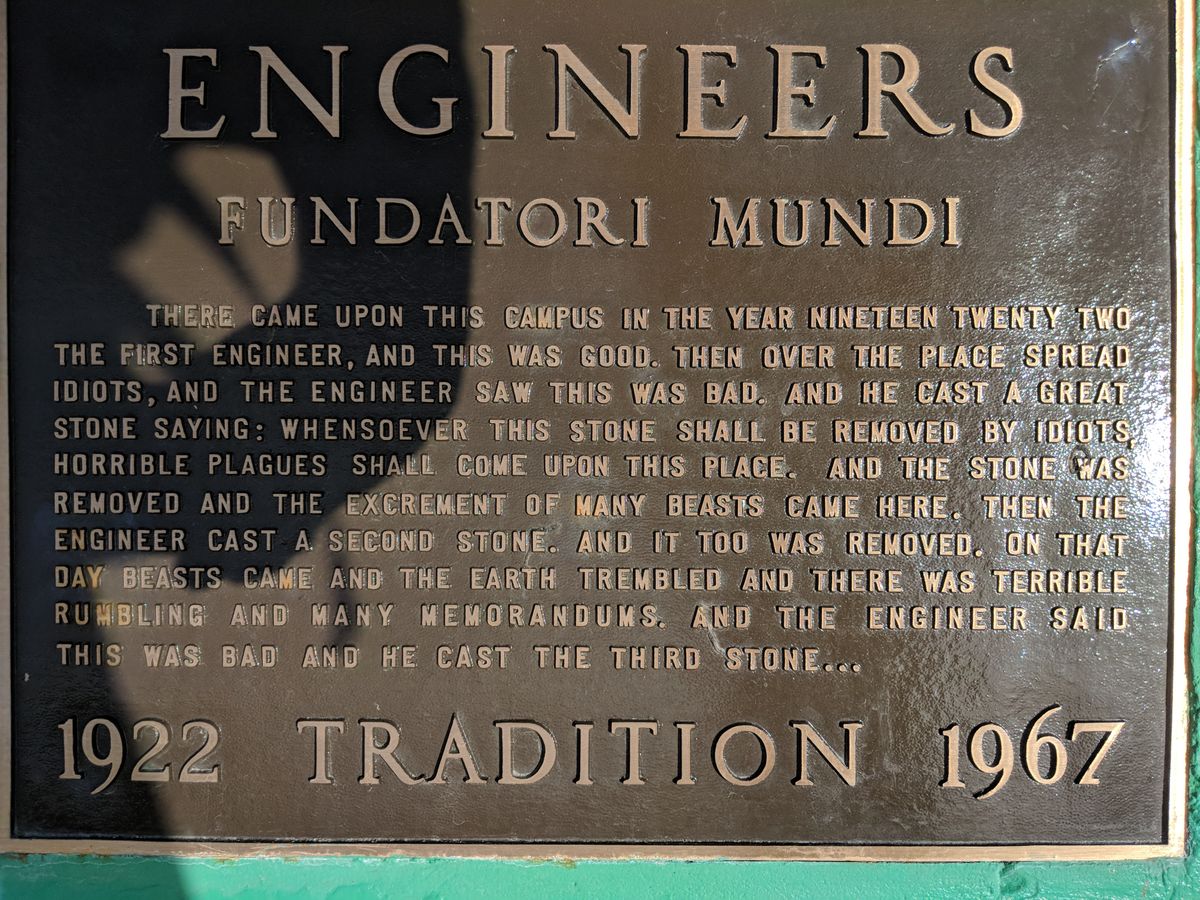 ENGINEERS
FUNDATORI MUNDI
THERE CAME UPON THIS CAMPUS IN THE YEAR NINETEEN TWENTY TWO
THE FIRST ENGINEER, AND THIS WAS GOOD. THEN OVER THE PLACE SPREAD
IDIOTS, AND THE ENGINEER SAW THIS WAS BAD. AND HE CAST A GREAT
STONE SAYING: WHENSOEVER THIS STONE SHALL BE REMOVED BY IDIOTS,
HORRIBLE PLAGUES SHALL COME UPON THIS PLACE. AND THE STONE WAS
REMOVED AND THE EXCREMENT OF MANY BEASTS CAME HERE. THEN THE
ENGINEER CAST A SECOND STONE. AND IT TOO WAS REMOVED. ON THAT
DAY BEASTS CAME AND THE EARTH TREMBLED AND THERE WAS TERRIBLE
RUMBLING AND MANY MEMORANDUMS. AND THE ENGINEER SAID
THIS WAS BAD AND HE CAST THE THIRD STONE...
1922 TRADITION 1967